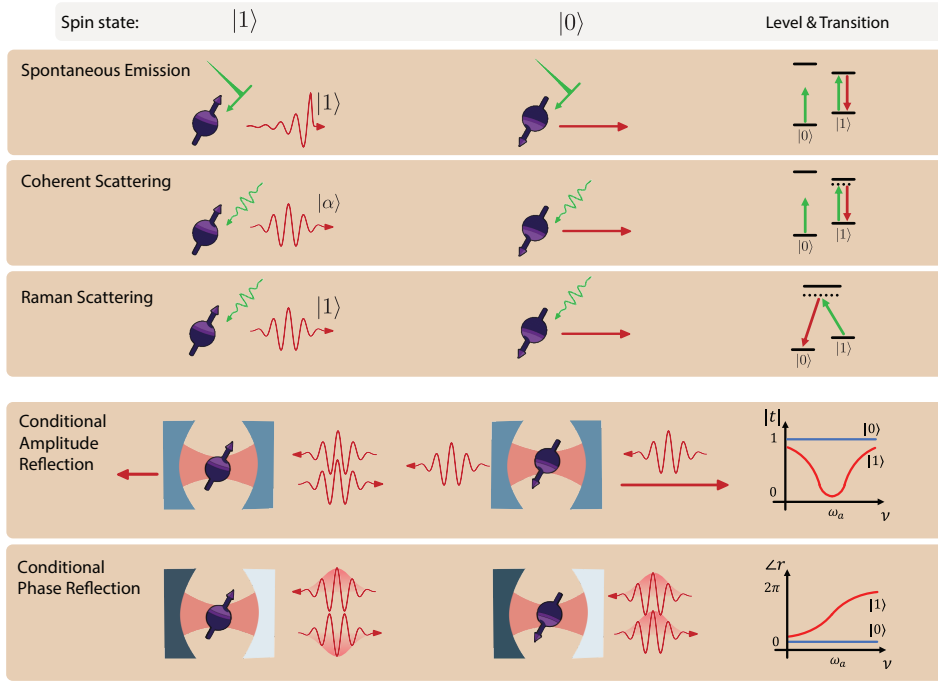 Spin state: |1⟩ |0⟩ Level & Transition
Spontaneous Emission
|1⟩
|0⟩ |1⟩
Coherent Scattering
|α⟩
|0⟩ |1⟩
Raman Scattering
|1⟩
|0⟩ |1⟩
Conditional
Amplitude
Reflection
|t|
1
|0⟩
|1⟩
0
ωₐ ν
Conditional
Phase Reflection
∠r
2π
|1⟩
|0⟩
0
ωₐ ν